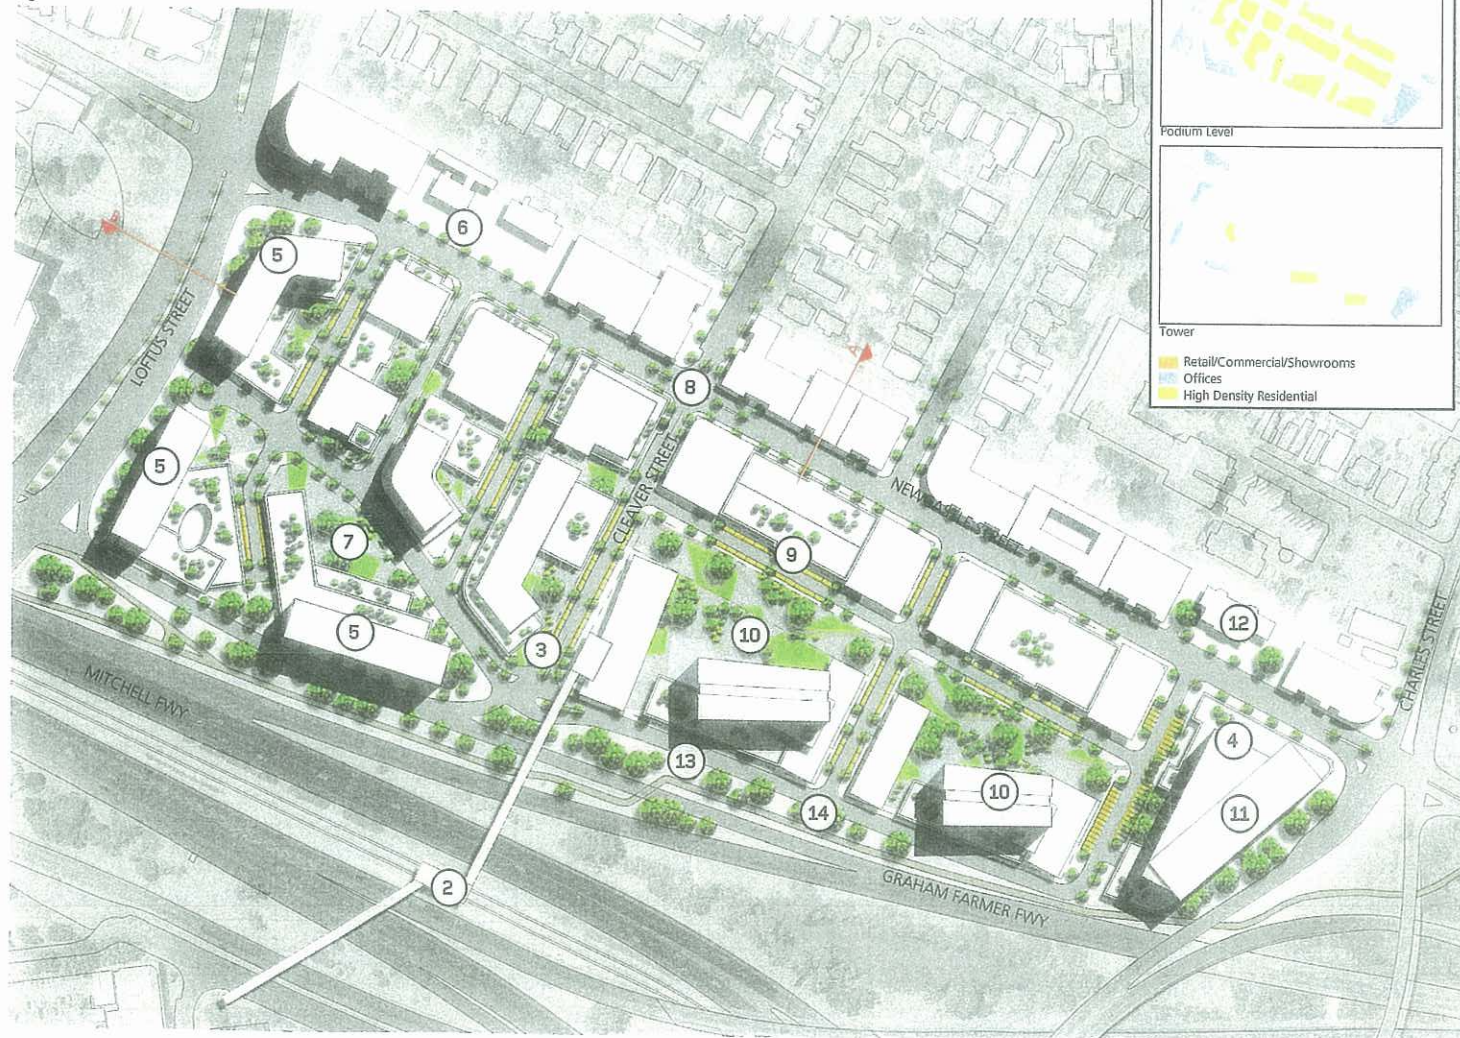 Podium Level
Tower
Retail/Commercial/Showrooms
Offices
High Density Residential
6
5
LOFTUS STREET
A
8
5
CLEAVER STREET
NEWCASTLE STREET
7
9
12
CHARLES STREET
5
3
10
MITCHELL FWY
4
13
10
14
11
2
GRAHAM FARMER FWY